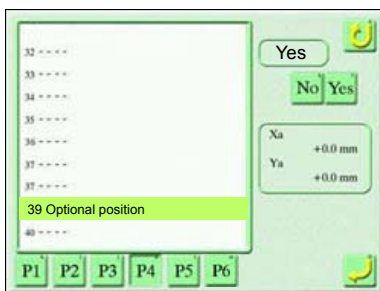 32 ----
33 ----
34 ----
35 ----
36 ----
37 ----
37 ----
39 Optional position
40 ----
Yes
No Yes
Xa
+0.0 mm
Ya
+0.0 mm
P1 P2 P3 P4 P5 P6